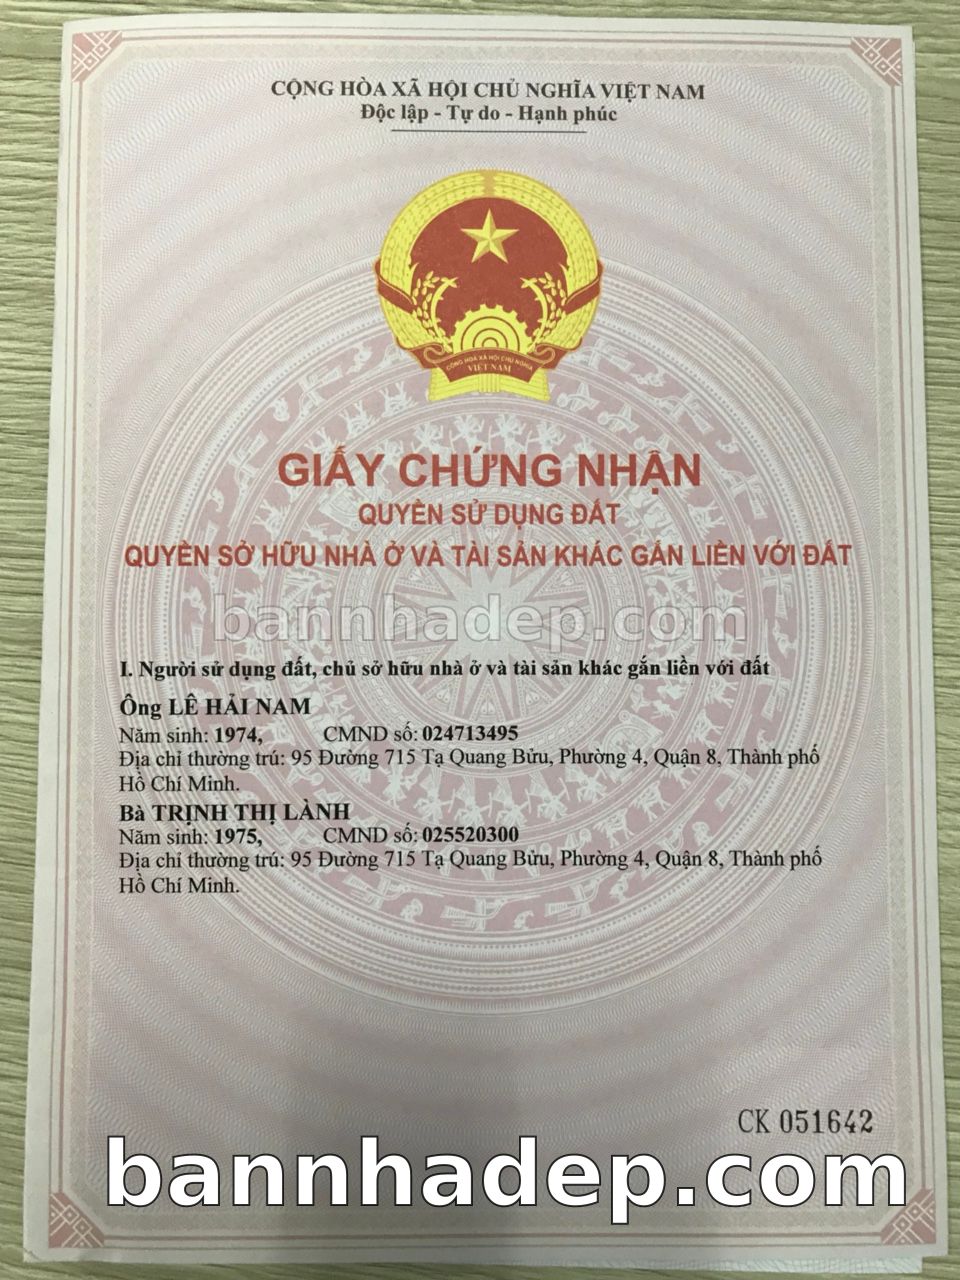 CỘNG HÒA XÃ HỘI CHỦ NGHĨA VIỆT NAM
Độc lập - Tự do - Hạnh phúc
CỘNG HOÀ XÃ HỘI CHỦ NGHĨA
VIỆT NAM
GIẤY CHỨNG NHẬN
QUYỀN SỬ DỤNG ĐẤT
QUYỀN SỞ HỮU NHÀ Ở VÀ TÀI SẢN KHÁC GẮN LIỀN VỚI ĐẤT
bannhadep.com
I. Người sử dụng đất, chủ sở hữu nhà ở và tài sản khác gắn liền với đất
Ông LÊ HẢI NAM
Năm sinh: 1974, CMND số: 024713495
Địa chỉ thường trú: 95 Đường 715 Tạ Quang Bửu, Phường 4, Quận 8, Thành phố
Hồ Chí Minh.
Bà TRỊNH THỊ LÀNH
Năm sinh: 1975, CMND số: 025520300
Địa chỉ thường trú: 95 Đường 715 Tạ Quang Bửu, Phường 4, Quận 8, Thành phố
Hồ Chí Minh.
CK 051642
bannhadep.com